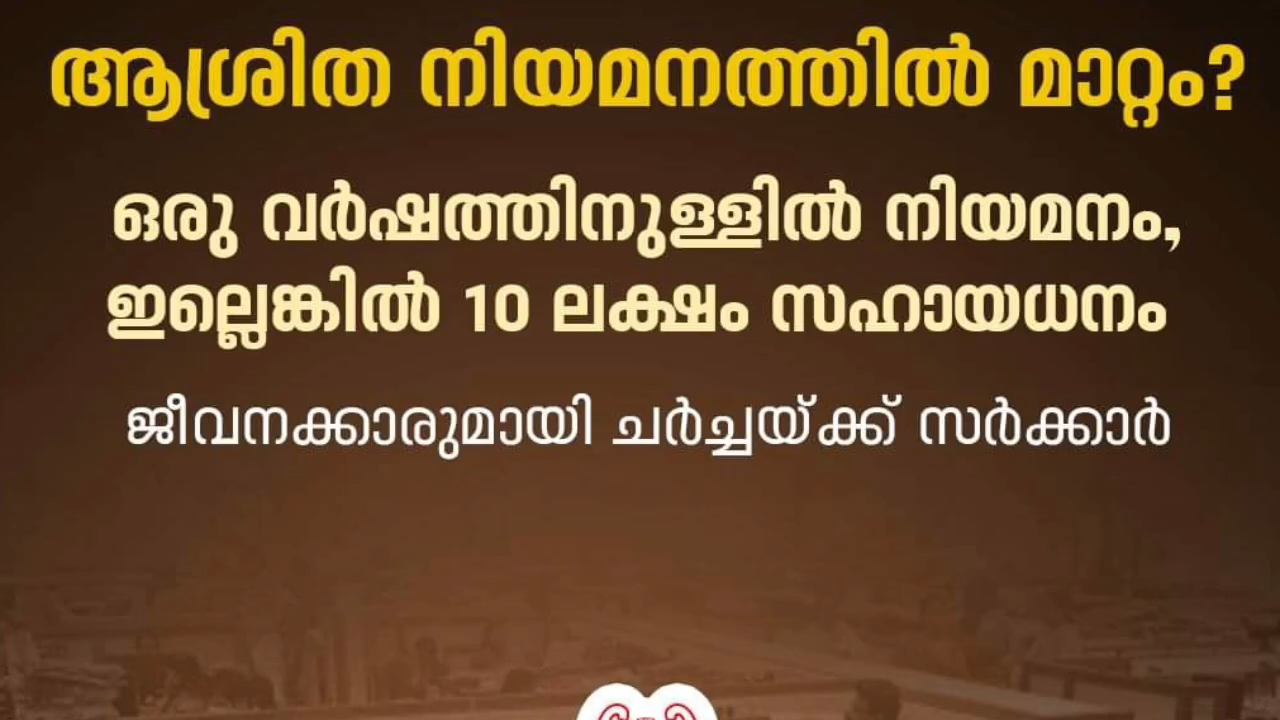 ആശ്രിത നിയമനത്തിൽ മാറ്റം?
ഒരു വർഷത്തിനുള്ളിൽ നിയമനം,
ഇല്ലെങ്കിൽ 10 ലക്ഷം സഹായധനം
ജീവനക്കാരുമായി ചർച്ചയ്ക്ക് സർക്കാർ